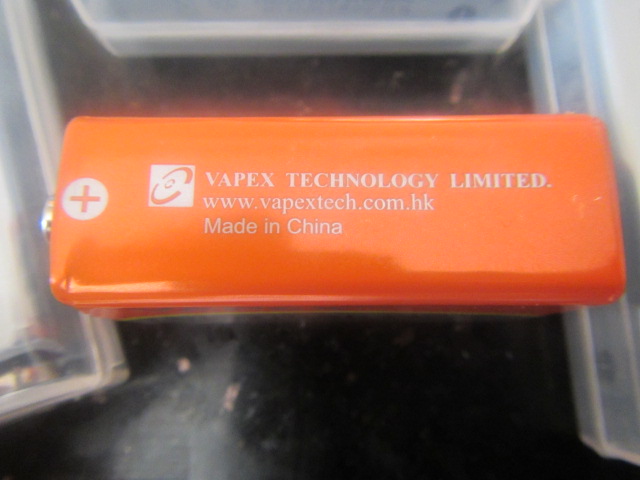 +
VAPEX TECHNOLOGY LIMITED.
www.vapextech.com.hk
Made in China